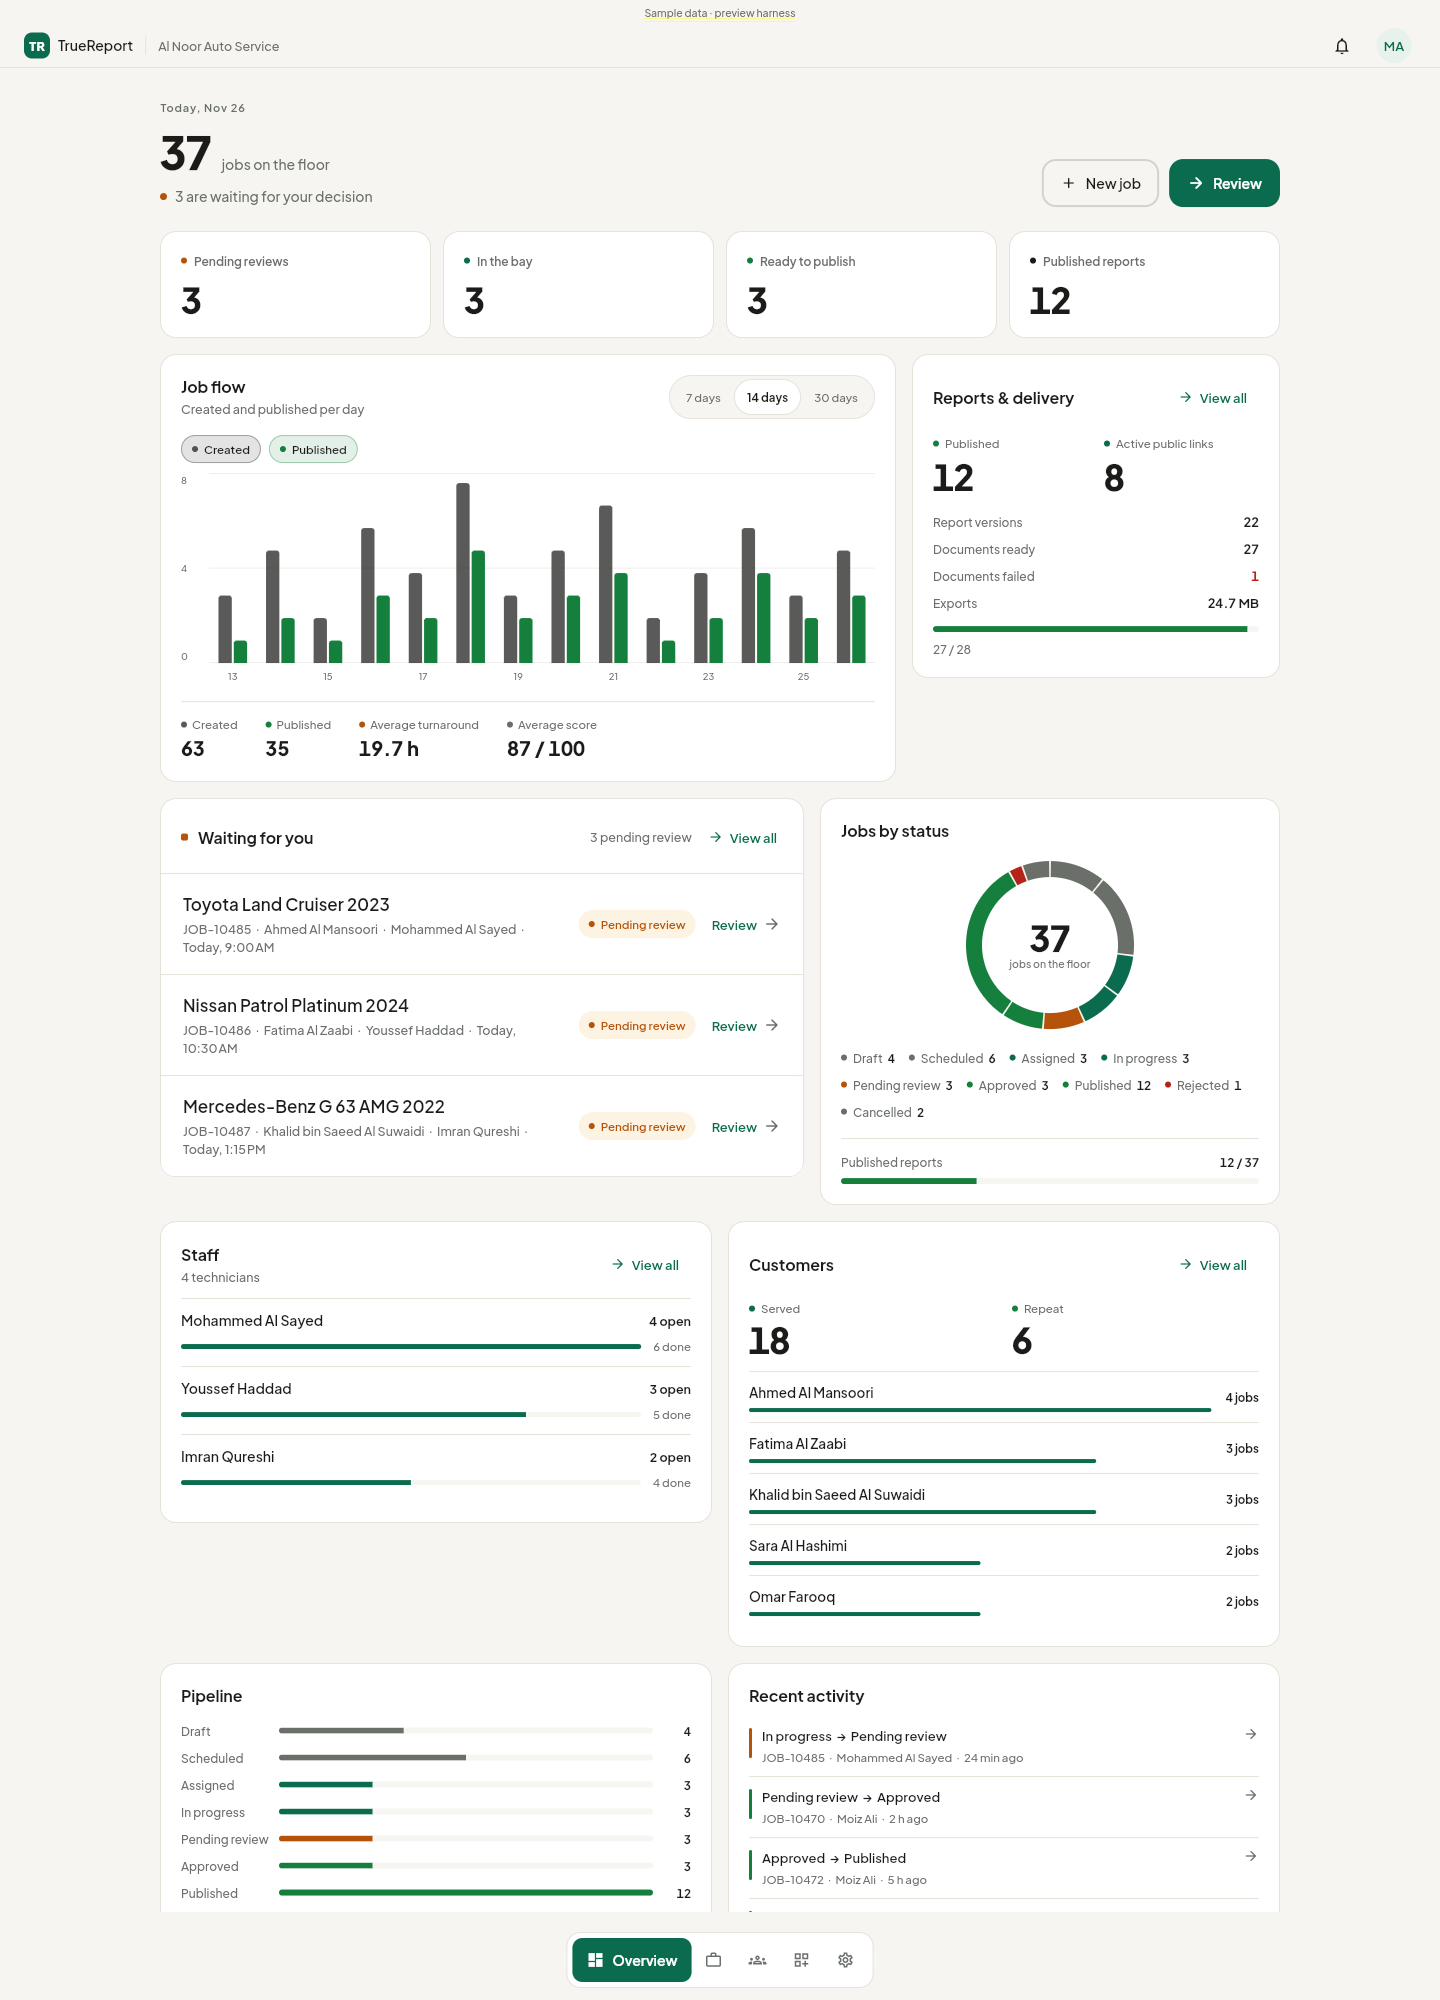 Sample data · preview harness
TR TrueReport Al Noor Auto Service MA
Today, Nov 26
37 jobs on the floor
3 are waiting for your decision
New job
Review
Pending reviews
3
In the bay
3
Ready to publish
3
Published reports
12
Job flow
Created and published per day
7 days 14 days 30 days
Created Published
8
4
0
13 15 17 19 21 23 25
Created
63
Published
35
Average turnaround
19.7 h
Average score
87 / 100
Reports & delivery
View all
Published
12
Active public links
8
Report versions 22
Documents ready 27
Documents failed 1
Exports 24.7 MB
27 / 28
Waiting for you 3 pending review View all
Toyota Land Cruiser 2023
JOB-10485 · Ahmed Al Mansoori · Mohammed Al Sayed ·
Today, 9:00 AM
Pending review Review
Nissan Patrol Platinum 2024
JOB-10486 · Fatima Al Zaabi · Youssef Haddad · Today,
10:30 AM
Pending review Review
Mercedes-Benz G 63 AMG 2022
JOB-10487 · Khalid bin Saeed Al Suwaidi · Imran Qureshi ·
Today, 1:15 PM
Pending review Review
Jobs by status
37
jobs on the floor
Draft 4 Scheduled 6 Assigned 3 In progress 3
Pending review 3 Approved 3 Published 12 Rejected 1
Cancelled 2
Published reports 12 / 37
Staff
4 technicians
View all
Mohammed Al Sayed 4 open
6 done
Youssef Haddad 3 open
5 done
Imran Qureshi 2 open
4 done
Customers View all
Served
18
Repeat
6
Ahmed Al Mansoori 4 jobs
Fatima Al Zaabi 3 jobs
Khalid bin Saeed Al Suwaidi 3 jobs
Sara Al Hashimi 2 jobs
Omar Farooq 2 jobs
Pipeline
Draft 4
Scheduled 6
Assigned 3
In progress 3
Pending review 3
Approved 3
Published 12
Recent activity
In progress → Pending review
JOB-10485 · Mohammed Al Sayed · 24 min ago
Pending review → Approved
JOB-10470 · Moiz Ali · 2 h ago
Approved → Published
JOB-10472 · Moiz Ali · 5 h ago
Overview